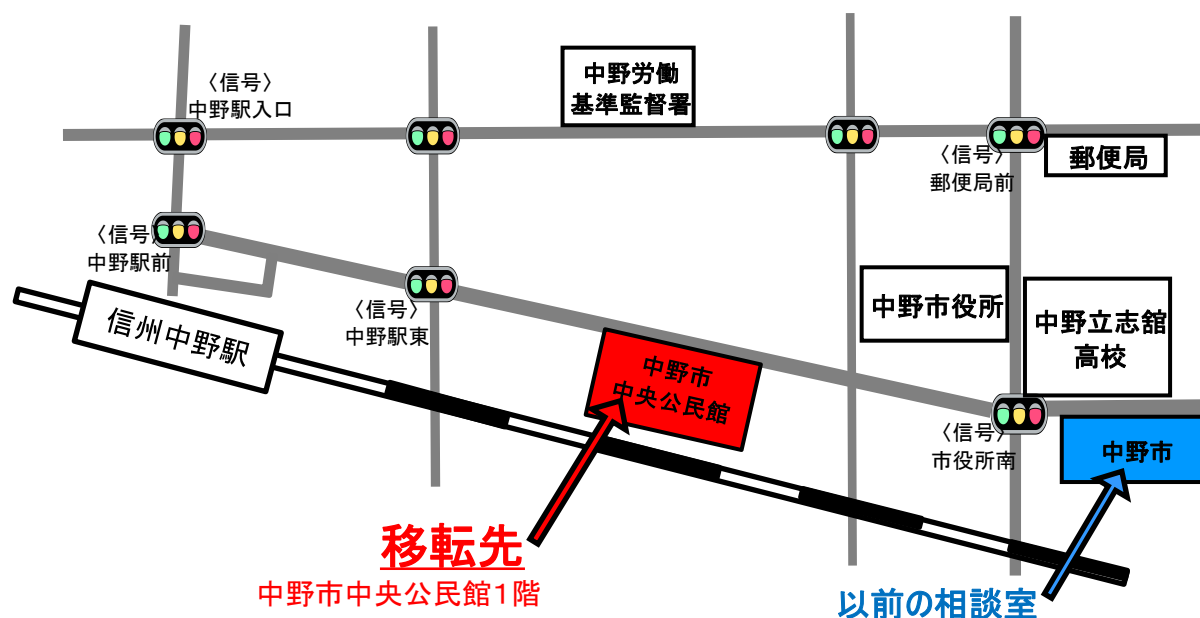 〈信号〉
中野駅入口
中野労働
基準監督署
〈信号〉
郵便局前
郵便局
〈信号〉
中野駅前
信州中野駅
〈信号〉
中野駅東
中野市
中央公民館
中野市役所
中野立志舘
高校
〈信号〉
市役所南
中野市
移転先
中野市中央公民館1階
以前の相談室